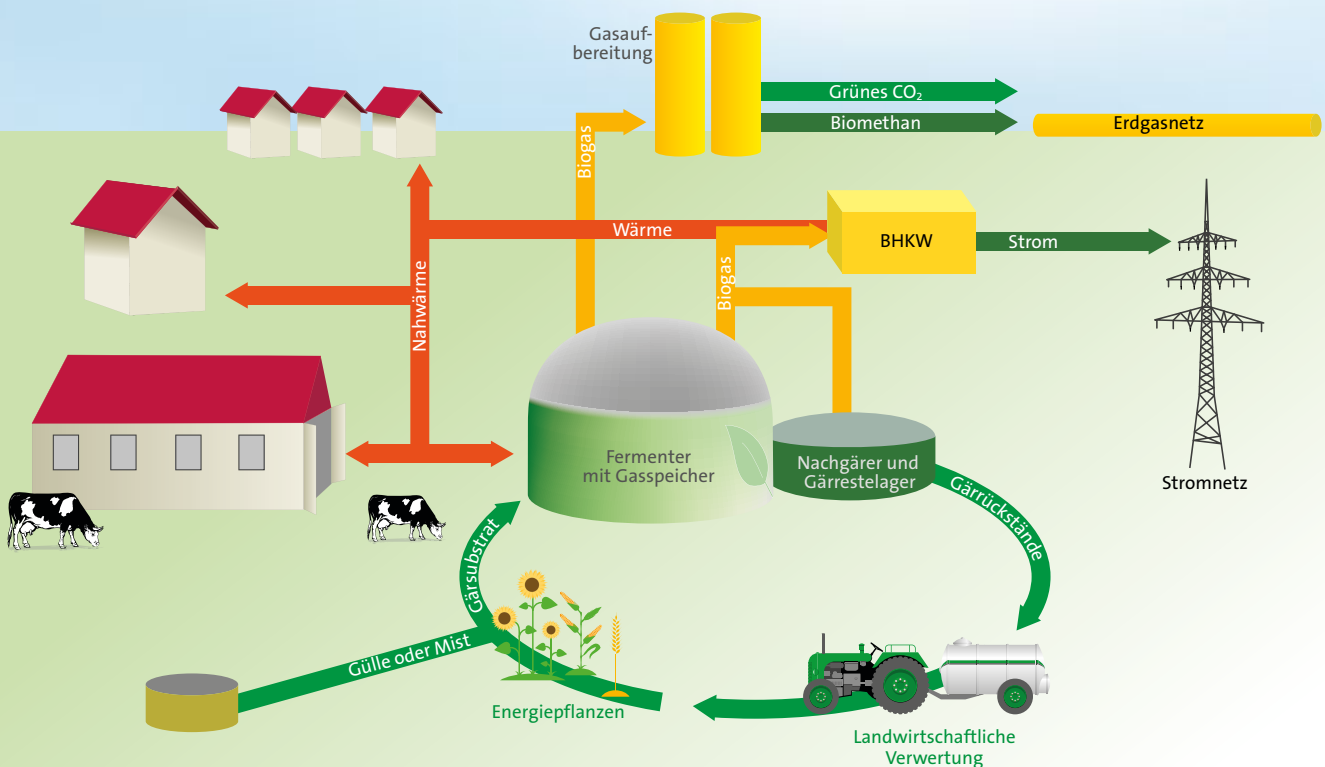 Gasauf-
bereitung
Grünes CO₂
Biomethan
Erdgasnetz
Biogas
Wärme
BHKW
Strom
Nahwärme
Biogas
Fermenter
mit Gasspeicher
Nachgärer und
Gärrestelager
Stromnetz
Gärrückstände
Gärsubstrat
Gülle oder Mist
Energiepflanzen
Landwirtschaftliche
Verwertung